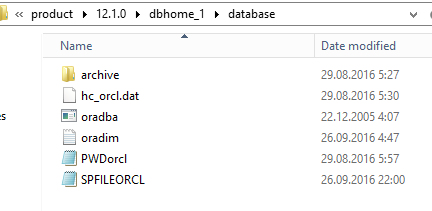 « product ▸ 12.1.0 ▸ dbhome_1 ▸ database
Name Date modified
archive 29.08.2016 5:27
hc_orcl.dat 29.08.2016 5:30
oradba 22.12.2005 4:07
oradim 26.09.2016 4:47
PWDorcl 29.08.2016 5:57
SPFILEORCL 26.09.2016 22:00